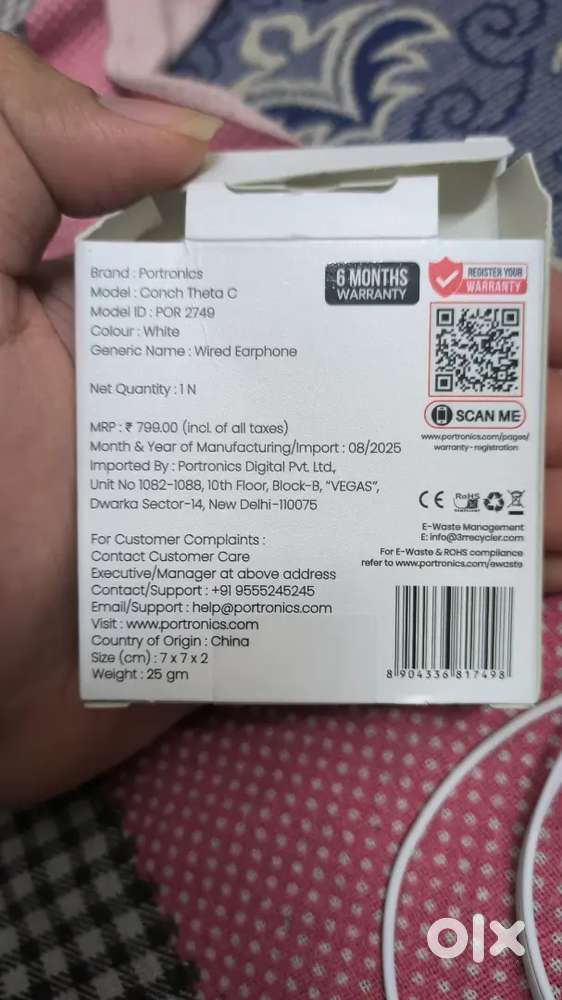 Brand : Portronics
Model : Conch Theta C
Model ID : POR 2749
Colour : White
Generic Name : Wired Earphone
Net Quantity : 1 N
MRP : ₹ 799.00 (incl. of all taxes)
Month & Year of Manufacturing/Import : 08/2025
Imported By : Portronics Digital Pvt. Ltd.,
Unit No 1082-1088, 10th Floor, Block-B, “VEGAS”,
Dwarka Sector-14, New Delhi-110075
For Customer Complaints :
Contact Customer Care
Executive/Manager at above address
Contact/Support : +91 9555245245
Email/Support : help@portronics.com
Visit : www.portronics.com
Country of Origin : China
Size (cm) : 7 x 7 x 2
Weight : 25 gm
6 MONTHS
WARRANTY
REGISTER YOUR
WARRANTY
SCAN ME
www.portronics.com/pages/
warranty-registration
CE RoHS
E-Waste Management
E: info@3rrecycler.com
For E-Waste & ROHS compliance
refer to www.portronics.com/ewaste
8 904336 817498
olx